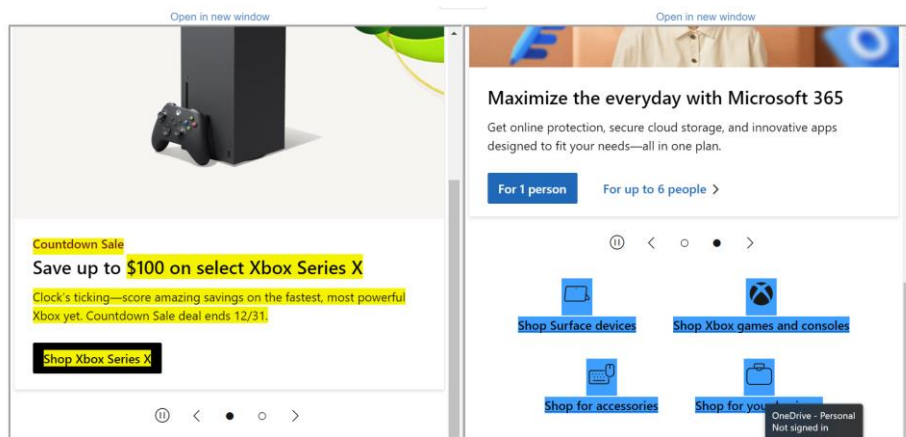 Open in new window
Countdown Sale
Save up to $100 on select Xbox Series X
Clock's ticking—score amazing savings on the fastest, most powerful
Xbox yet. Countdown Sale deal ends 12/31.
Shop Xbox Series X
Open in new window
Maximize the everyday with Microsoft 365
Get online protection, secure cloud storage, and innovative apps
designed to fit your needs—all in one plan.
For 1 person
For up to 6 people
Shop Surface devices
Shop Xbox games and consoles
Shop for accessories
Shop for your
OneDrive - Personal
Not signed in